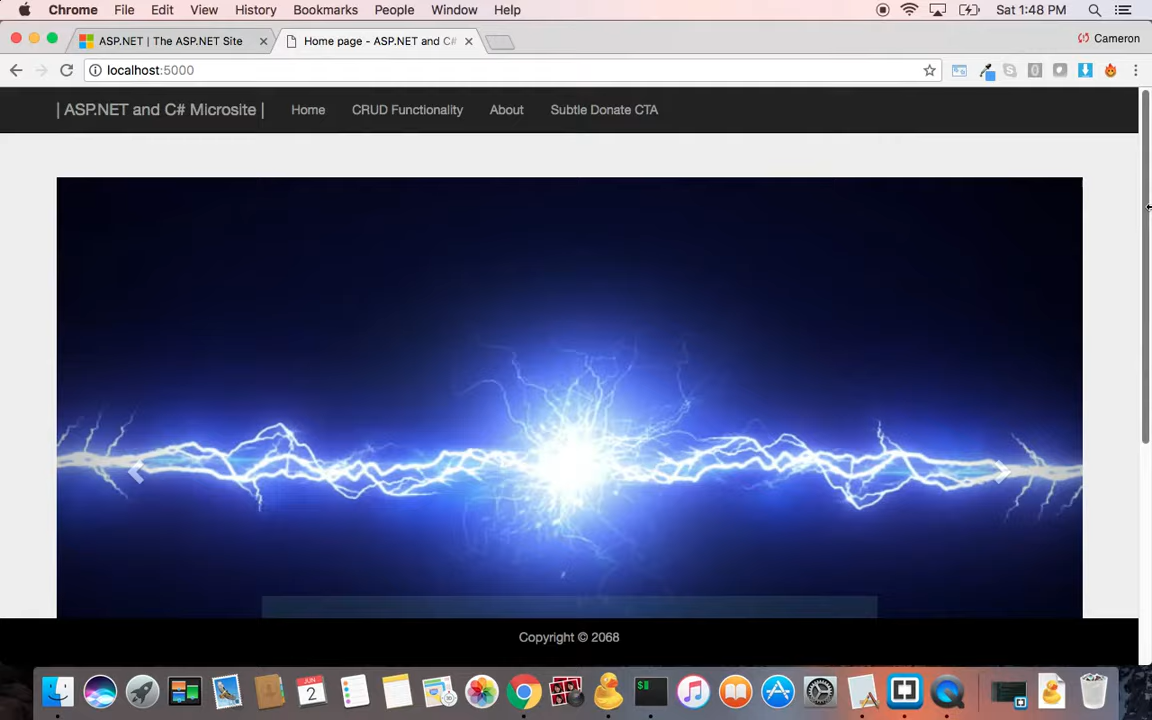 Chrome File Edit View History Bookmarks People Window Help Sat 1:48 PM
ASP.NET | The ASP.NET Site Home page - ASP.NET and C# Cameron
localhost:5000
| ASP.NET and C# Microsite | Home CRUD Functionality About Subtle Donate CTA
Copyright © 2068
JUN
2